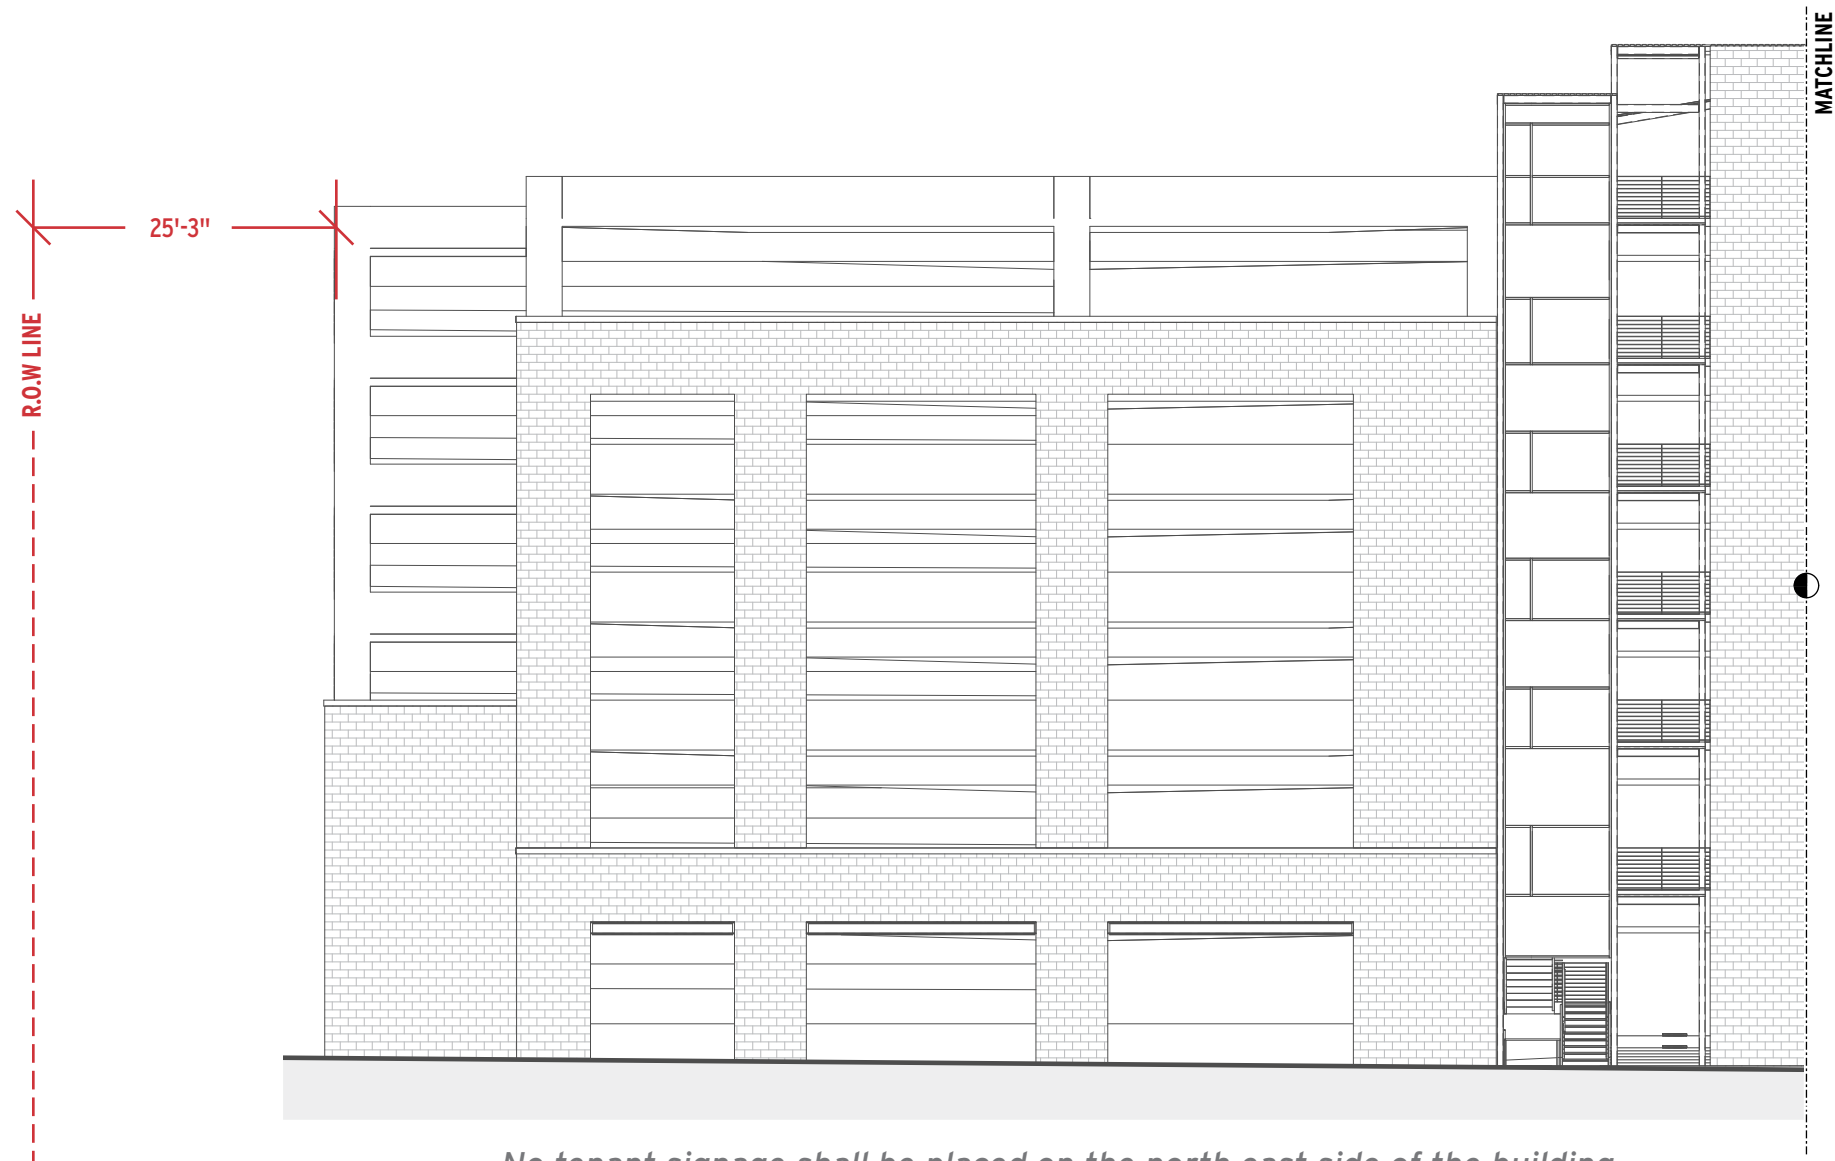 MATCHLINE
25'-3"
R.O.W LINE
No tenant signage shall be placed on the north east side of the building